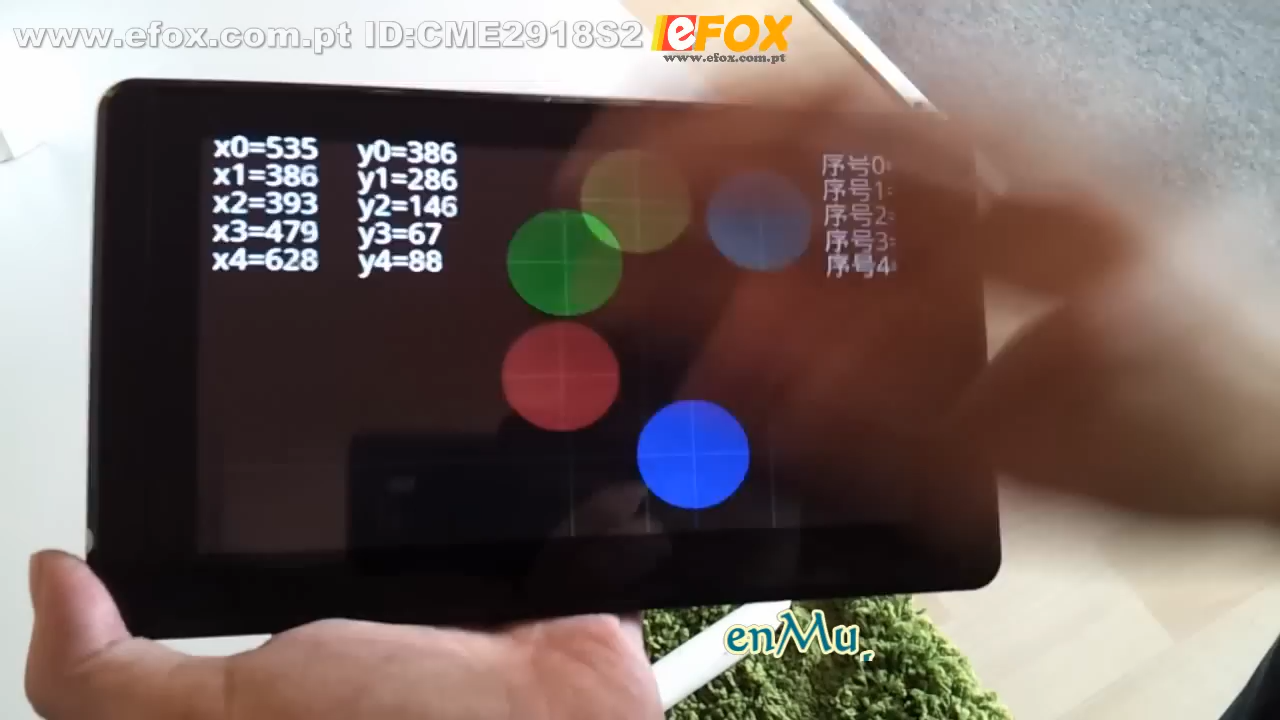 www.efox.com.pt ID:CME2918S2 eFOX
www.efox.com.pt
x0=535 y0=386 序号0:
x1=386 y1=286 序号1:
x2=393 y2=146 序号2:
x3=479 y3=67 序号3:
x4=628 y4=88 序号4:
enMu